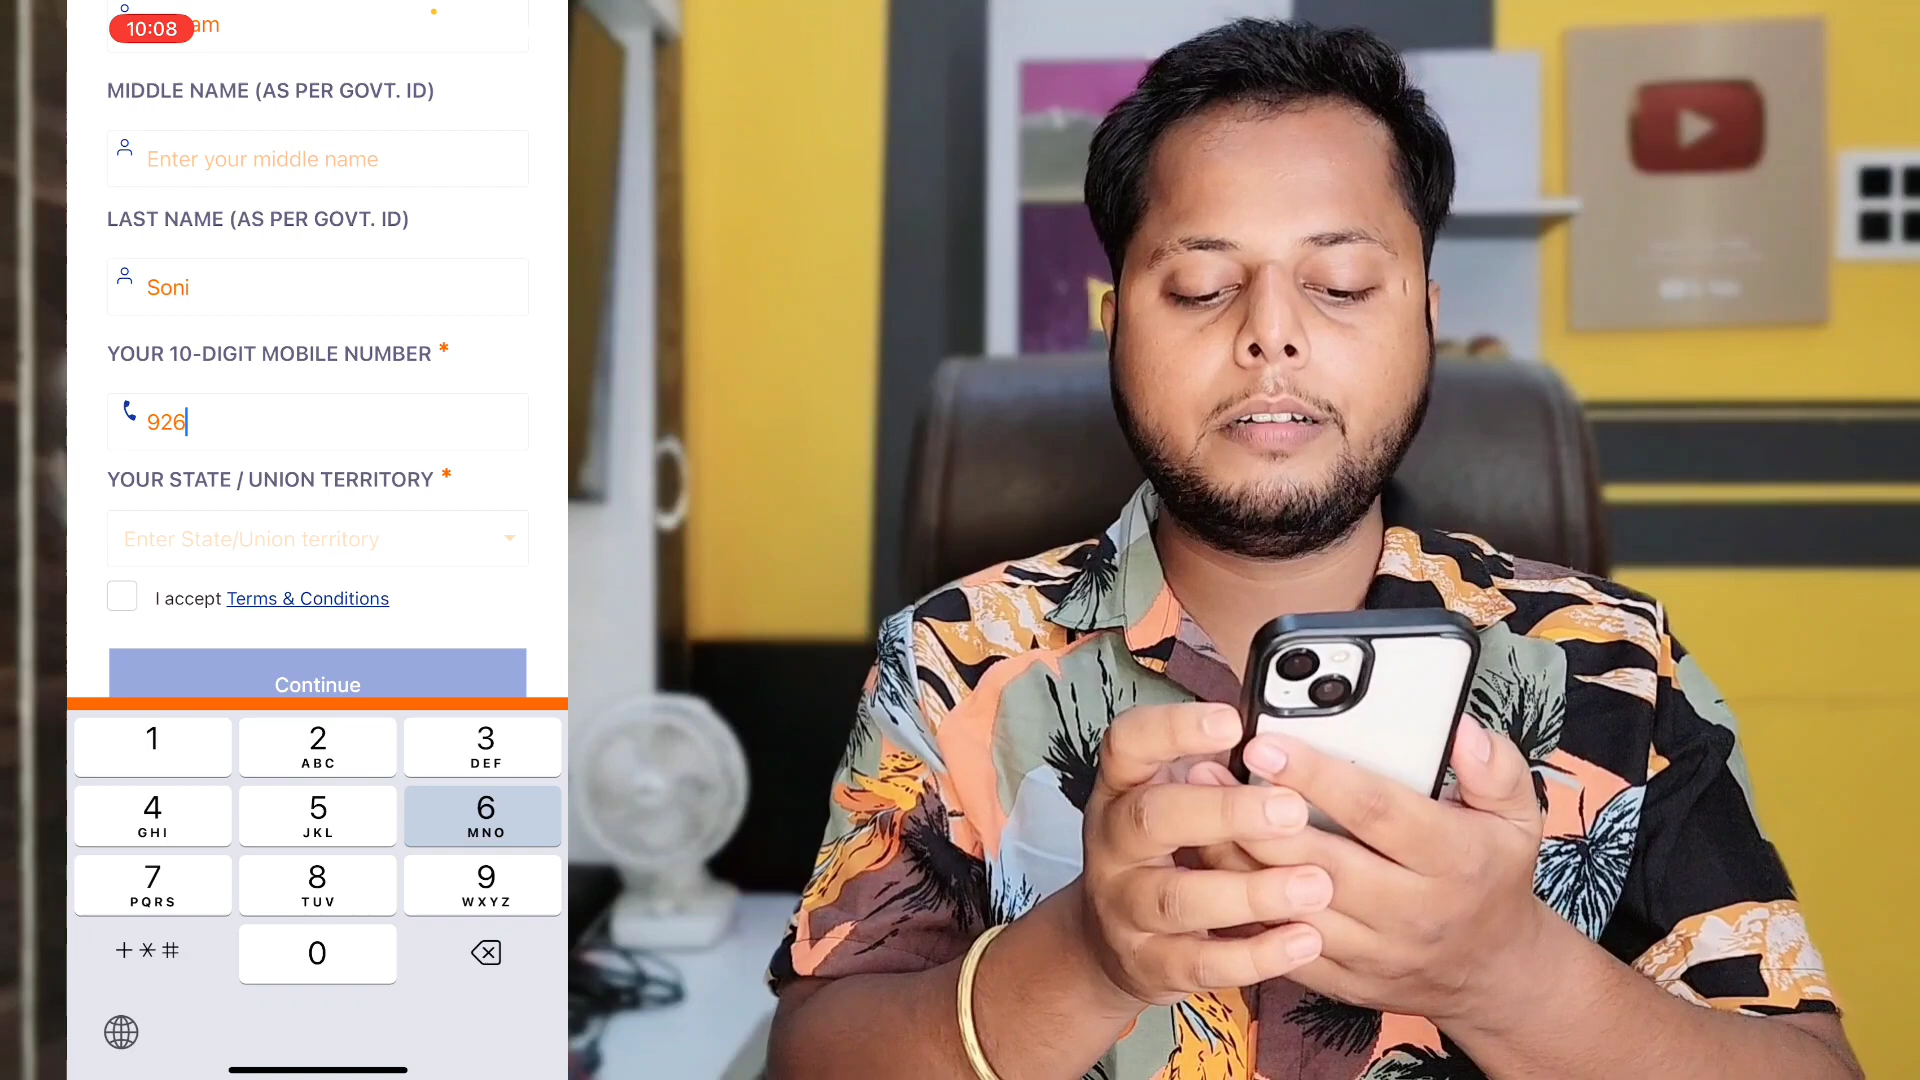 10:08
am
MIDDLE NAME (AS PER GOVT. ID)
Enter your middle name
LAST NAME (AS PER GOVT. ID)
Soni
YOUR 10-DIGIT MOBILE NUMBER *
926
YOUR STATE / UNION TERRITORY *
Enter State/Union territory
I accept Terms & Conditions
Continue
1
2
ABC
3
DEF
4
GHI
5
JKL
6
MNO
7
PQRS
8
TUV
9
WXYZ
+*#
0